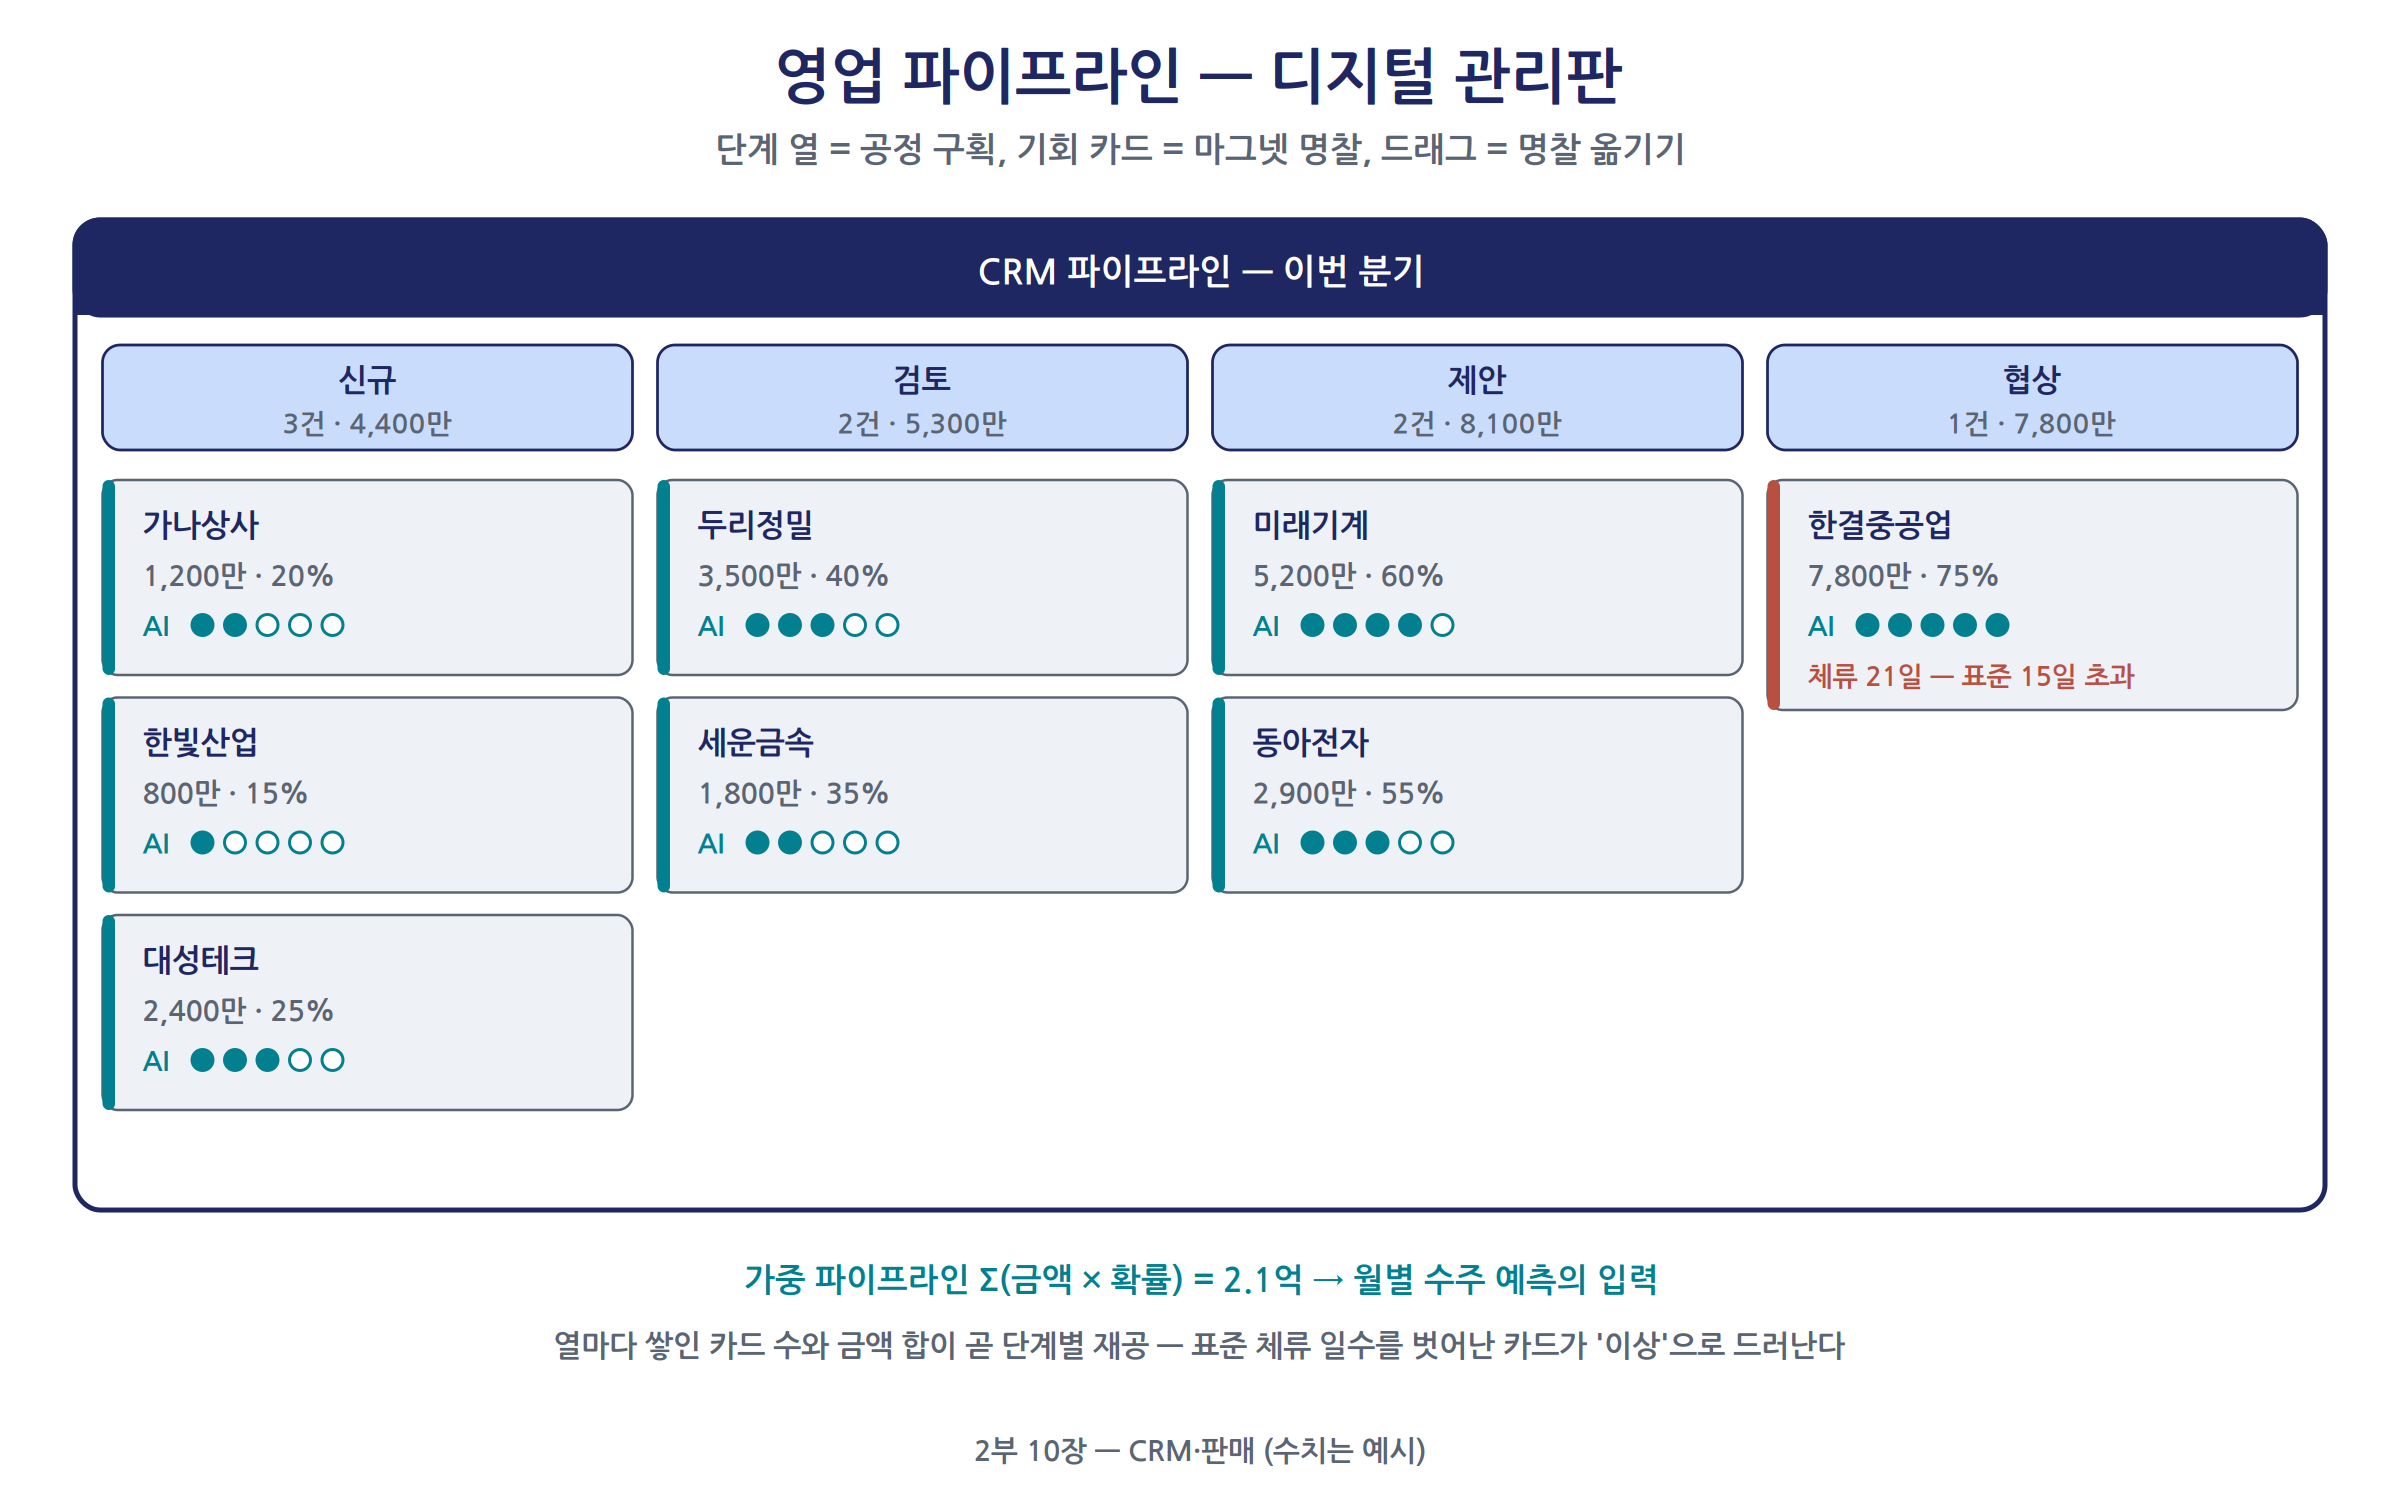 영업 파이프라인 — 디지털 관리판
단계 열 = 공정 구획, 기회 카드 = 마그넷 명찰, 드래그 = 명찰 옮기기
CRM 파이프라인 — 이번 분기
신규
3건 · 4,400만
가나상사
1,200만 · 20%
AI
한빛산업
800만 · 15%
AI
대성테크
2,400만 · 25%
AI
검토
2건 · 5,300만
두리정밀
3,500만 · 40%
AI
세운금속
1,800만 · 35%
AI
제안
2건 · 8,100만
미래기계
5,200만 · 60%
AI
동아전자
2,900만 · 55%
AI
협상
1건 · 7,800만
한결중공업
7,800만 · 75%
AI
체류 21일 — 표준 15일 초과
가중 파이프라인 Σ(금액 × 확률) = 2.1억 → 월별 수주 예측의 입력
열마다 쌓인 카드 수와 금액 합이 곧 단계별 재공 — 표준 체류 일수를 벗어난 카드가 '이상'으로 드러난다
2부 10장 — CRM·판매 (수치는 예시)